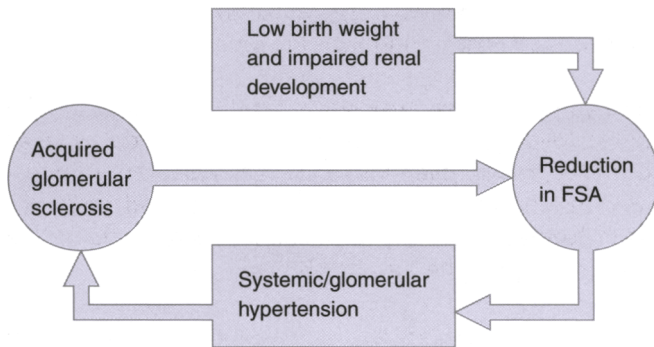 Low birth weight
and impaired renal
development
Acquired
glomerular
sclerosis
Reduction
in FSA
Systemic/glomerular
hypertension